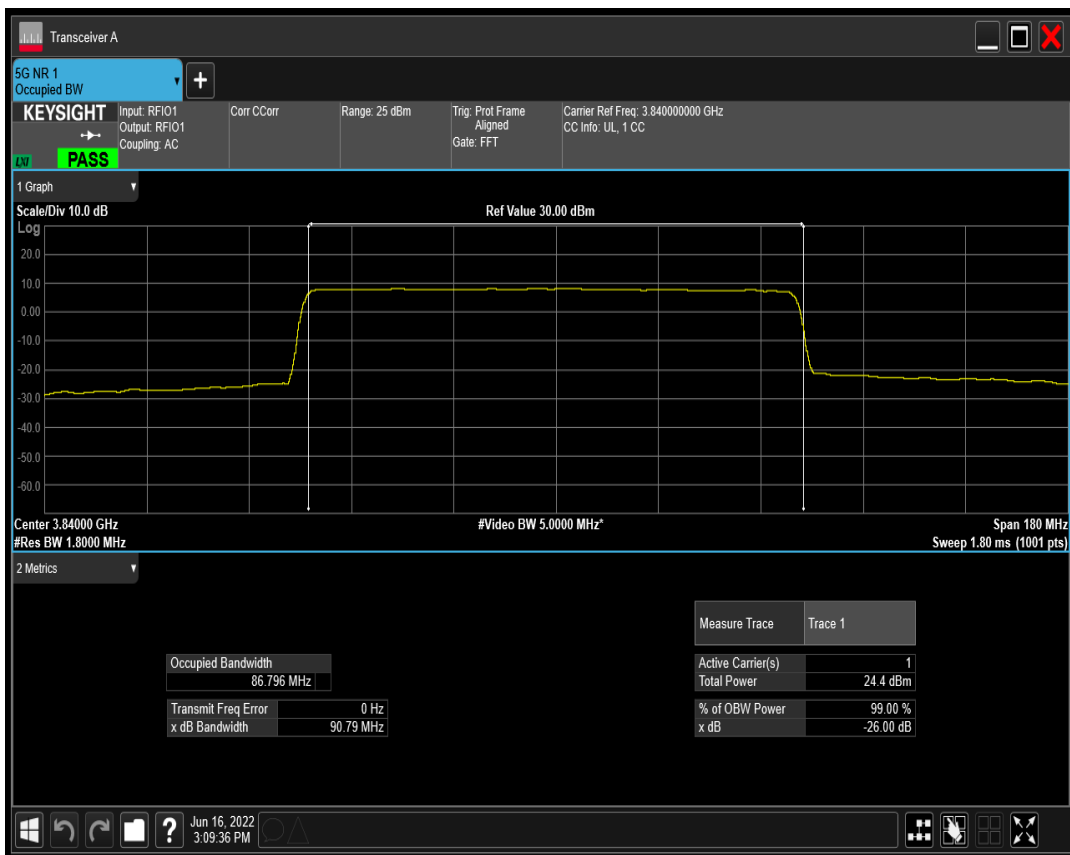 Transceiver A
5G NR 1
Occupied BW
+
KEYSIGHT
LXI
PASS
Input: RFIO1
Output: RFIO1
Coupling: AC
Corr CCorr
Range: 25 dBm
Trig: Prot Frame
Aligned
Gate: FFT
Carrier Ref Freq: 3.840000000 GHz
CC Info: UL, 1 CC
1 Graph
Scale/Div 10.0 dB
Ref Value 30.00 dBm
Log
20.0
10.0
0.00
-10.0
-20.0
-30.0
-40.0
-50.0
-60.0
Center 3.84000 GHz
#Video BW 5.0000 MHz*
Span 180 MHz
#Res BW 1.8000 MHz
Sweep 1.80 ms (1001 pts)
2 Metrics
Measure Trace Trace 1
Occupied Bandwidth
86.796 MHz
Active Carrier(s) 1
Total Power 24.4 dBm
Transmit Freq Error 0 Hz
x dB Bandwidth 90.79 MHz
% of OBW Power 99.00 %
x dB -26.00 dB
?
Jun 16, 2022
3:09:36 PM